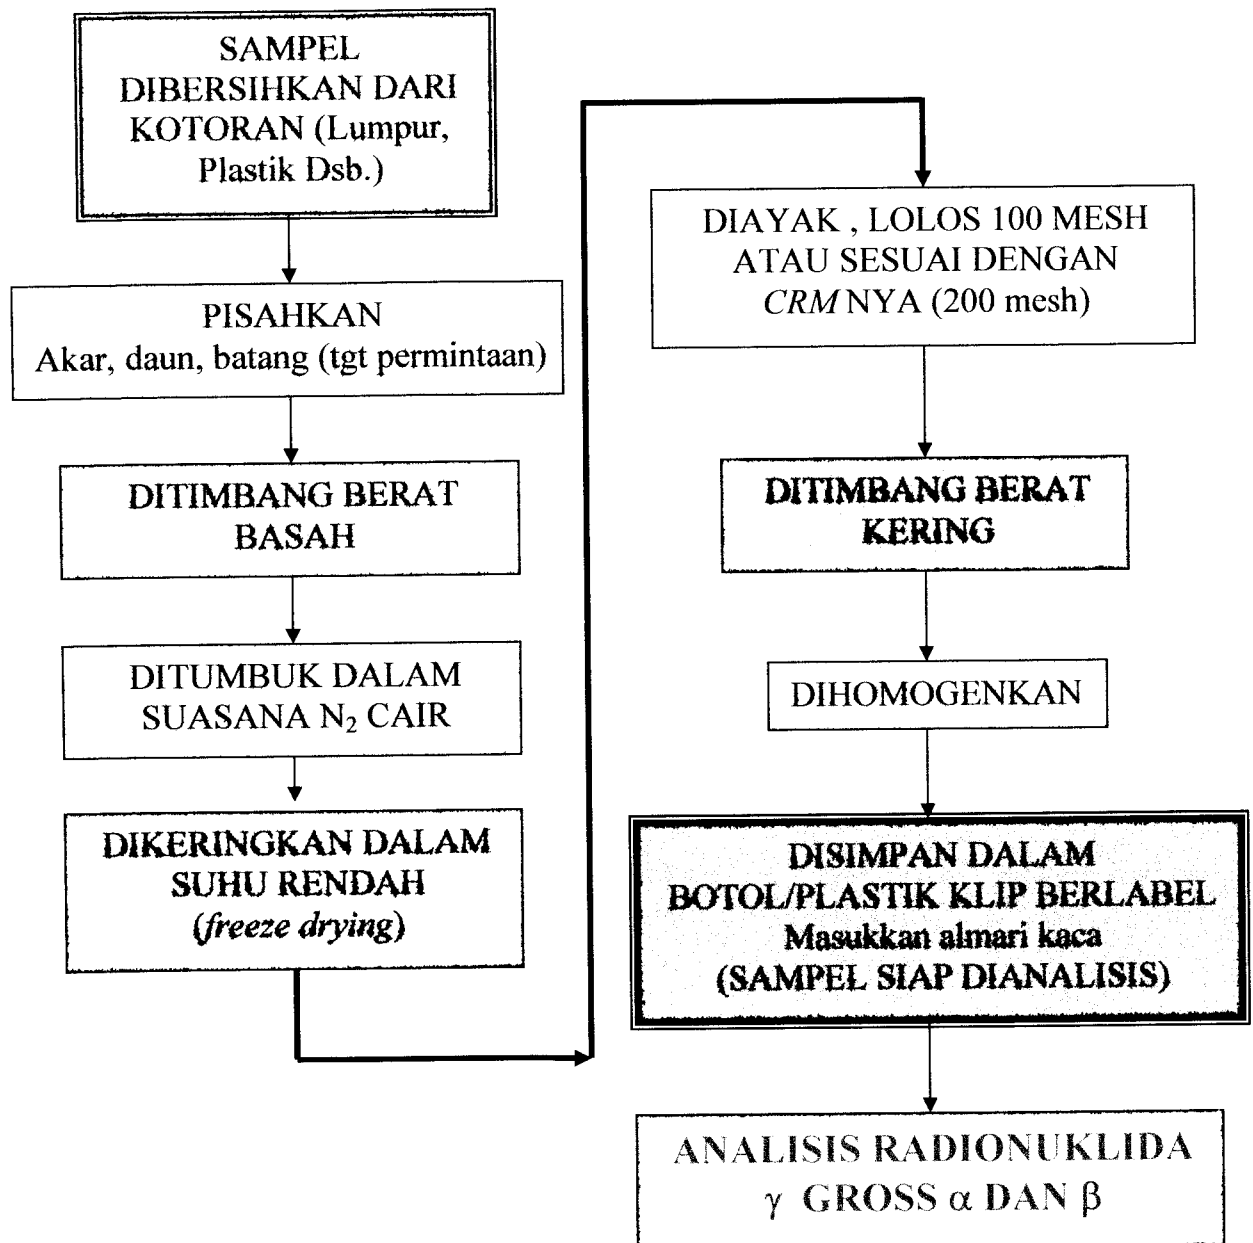 SAMPEL
DIBERSIHKAN DARI
KOTORAN (Lumpur,
Plastik Dsb.)
PISAHKAN
Akar, daun, batang (tgt permintaan)
DITIMBANG BERAT
BASAH
DITUMBUK DALAM
SUASANA N₂ CAIR
DIKERINGKAN DALAM
SUHU RENDAH
(freeze drying)
DIAYAK , LOLOS 100 MESH
ATAU SESUAI DENGAN
CRM NYA (200 mesh)
DITIMBANG BERAT
KERING
DIHOMOGENKAN
DISIMPAN DALAM
BOTOL/PLASTIK KLIP BERLABEL
Masukkan almari kaca
(SAMPEL SIAP DIANALISIS)
ANALISIS RADIONUKLIDA
γ GROSS α DAN β